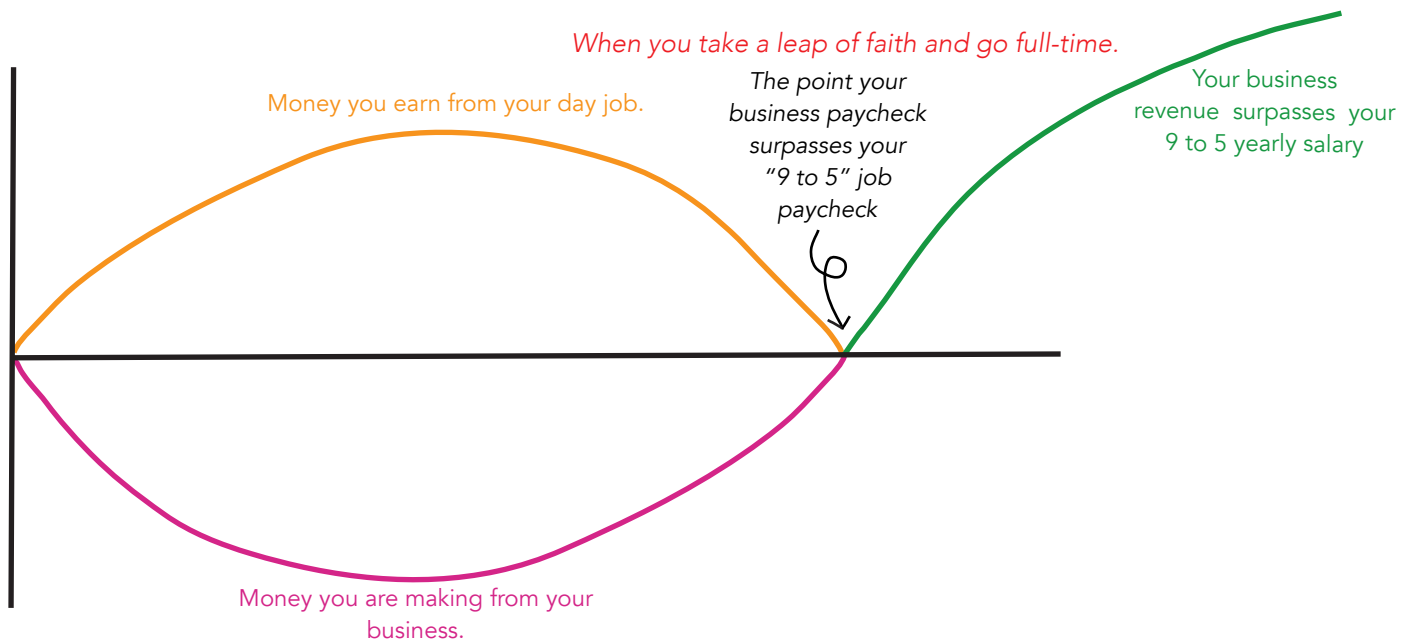 When you take a leap of faith and go full-time.
Money you earn from your day job.
The point your
business paycheck
surpasses your
“9 to 5” job
paycheck
Your business
revenue surpasses your
9 to 5 yearly salary
Money you are making from your
business.